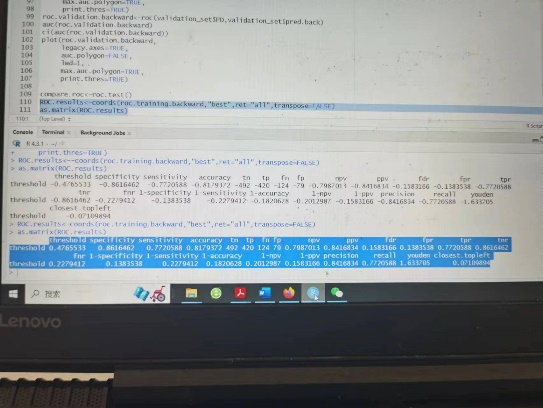 max.auc.polygon=TRUE,
98 print.thres=TRUE)
99 roc.validation.backward<-roc(validation_set$PD,validation_set$pred.back)
100 auc(roc.validation.backward)
101 ci(auc(roc.validation.backward))
102 plot(roc.validation.backward,
103 legacy.axes=TRUE,
104 auc.polygon=FALSE,
105 lwd=1,
106 max.auc.polygon=TRUE,
107 print.thres=TRUE)
108
109 compare.roc<-roc.test()
110 ROC.results<-coords(roc.training.backward,"best",ret="all",transpose=FALSE)
111 as.matrix(ROC.results)
(Top Level)
Console Terminal Background Jobs
R 4.3.1 · ~/
+ print.thres=TRUE)
> ROC.results<--coords(roc.training.backward,"best",ret="all",transpose=FALSE)
> as.matrix(ROC.results)
threshold specificity sensitivity accuracy tn tp fn fp npv ppv fdr fpr tpr
threshold -0.4765533 -0.8616462 -0.7720588 -0.8179372 -492 -420 -124 -79 -0.7987013 -0.8416834 -0.1583166 -0.1383538 -0.7720588
tnr fnr 1-specificity 1-sensitivity 1-accuracy 1-npv 1-ppv precision recall youden
threshold -0.8616462 -0.2279412 -0.1383538 -0.2279412 -0.1820628 -0.2012987 -0.1583166 -0.8416834 -0.7720588 -1.633705
closest.topleft
threshold -0.07109894
> ROC.results<-coords(roc.training.backward,"best",ret="all",transpose=FALSE)
> as.matrix(ROC.results)
threshold specificity sensitivity accuracy tn tp fn fp npv ppv fdr fpr tpr tnr
threshold 0.4765533 0.8616462 0.7720588 0.8179372 492 420 124 79 0.7987013 0.8416834 0.1583166 0.1383538 0.7720588 0.8616462
fnr 1-specificity 1-sensitivity 1-accuracy 1-npv 1-ppv precision recall youden closest.topleft
threshold 0.2279412 0.1383538 0.2279412 0.1820628 0.2012987 0.1583166 0.8416834 0.7720588 1.633705 0.07109894
>
搜索
Lenovo